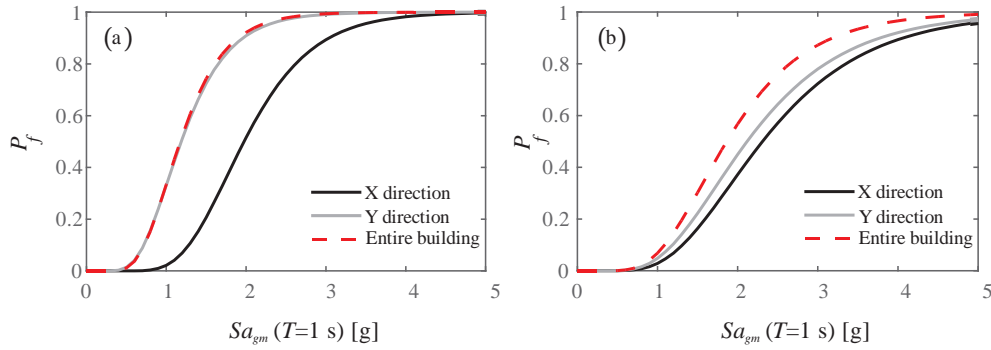 (a)
1
0.8
0.6
0.4
0.2
0
P_f
X direction
Y direction
Entire building
0 1 2 3 4 5
Sa_gm (T=1 s) [g]
(b)
1
0.8
0.6
0.4
0.2
0
P_f
X direction
Y direction
Entire building
0 1 2 3 4 5
Sa_gm (T=1 s) [g]